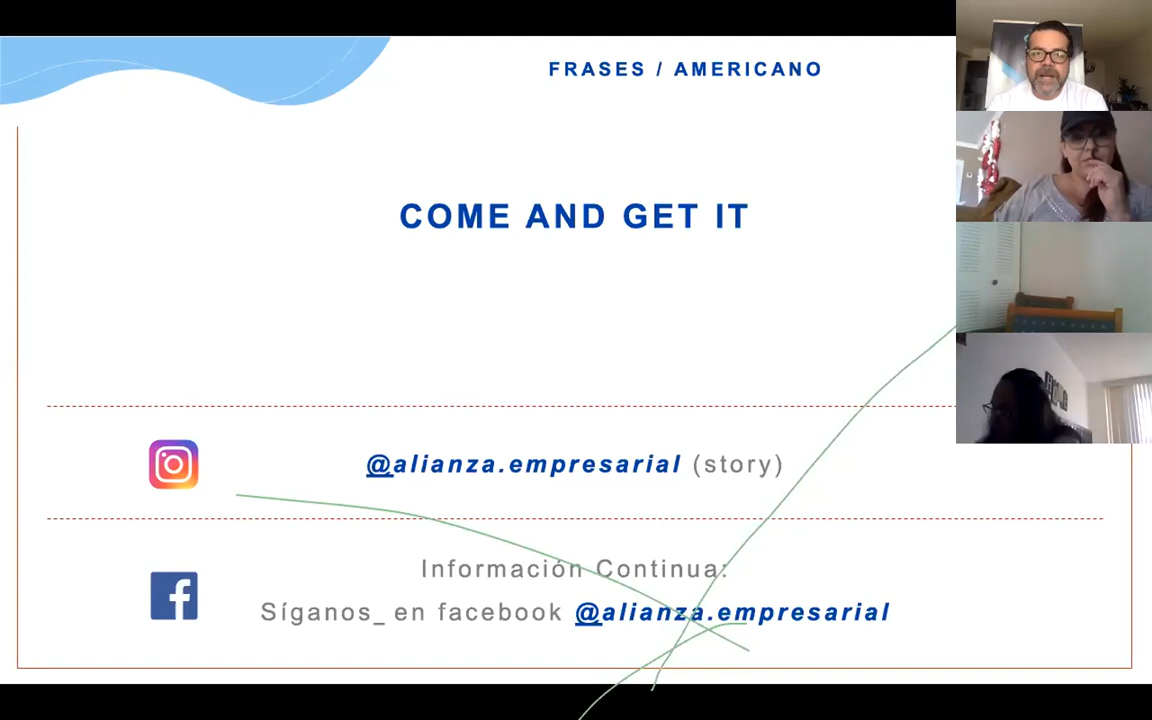 FRASES / AMERICANO
COME AND GET IT
@alianza.empresarial (story)
Información Continua:
Síganos_ en facebook @alianza.empresarial